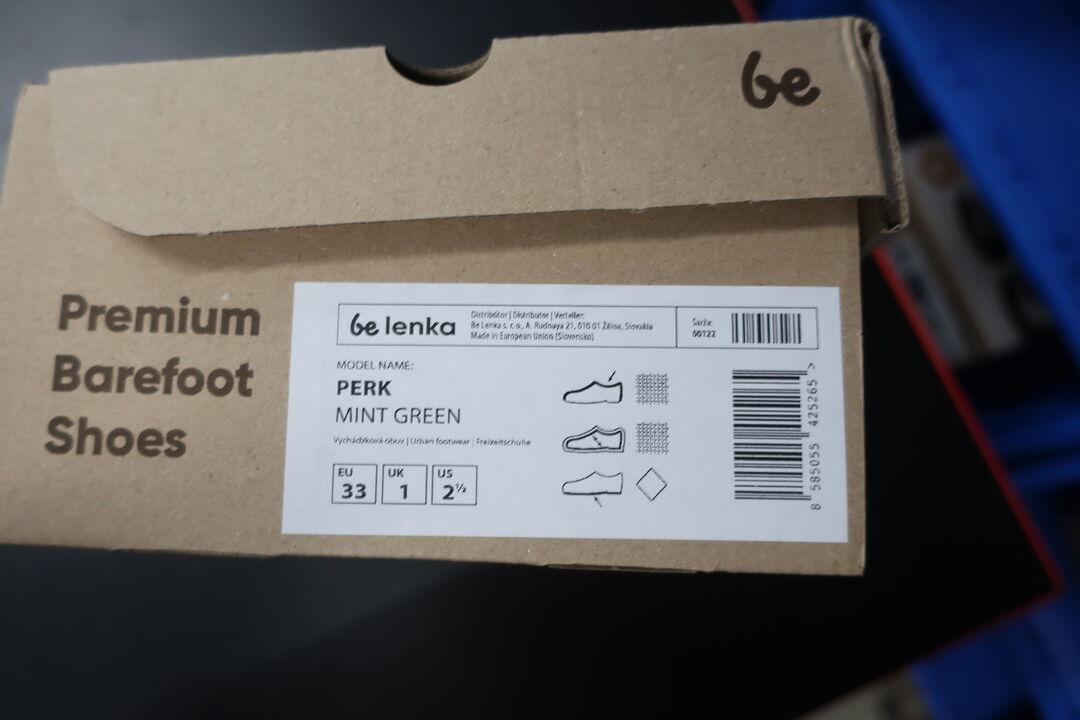 be
Premium
Barefoot
Shoes
be lenka
Distribútor | Distributor | Verteiler:
Be Lenka s. r. o., A. Rudnaya 21, 010 01 Žilina, Slovakia
Made in European Union (Slovensko)
Šarža:
00122
MODEL NAME:
PERK
MINT GREEN
Vychádzková obuv | Urban footwear | Freizeitschuhe
EU
33
UK
1
US
2½
8 585055 425265 >